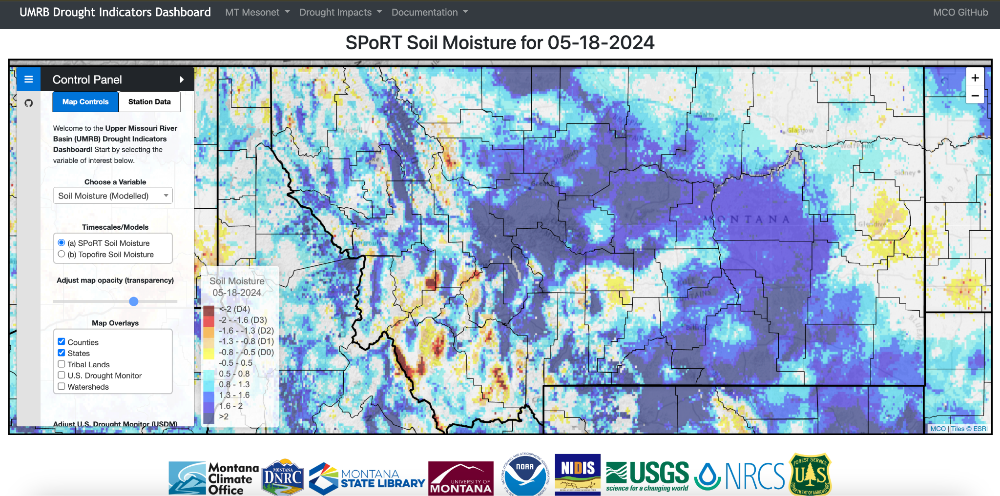 UMRB Drought Indicators Dashboard
MT Mesonet
Drought Impacts
Documentation
MCO GitHub
SPoRT Soil Moisture for 05-18-2024
Control Panel
Map Controls
Station Data
Welcome to the Upper Missouri River
Basin (UMRB) Drought Indicators
Dashboard! Start by selecting the
variable of interest below.
Choose a Variable
Soil Moisture (Modelled)
Timescales/Models
(a) SPoRT Soil Moisture
(b) Topofire Soil Moisture
Adjust map opacity (transparency)
Map Overlays
Counties
States
Tribal Lands
U.S. Drought Monitor
Watersheds
Adjust U.S. Drought Monitor (USDM)
Soil Moisture
05-18-2024
<-2 (D4)
-2 - -1.6 (D3)
-1.6 - -1.3 (D2)
-1.3 - -0.8 (D1)
-0.8 - -0.5 (D0)
-0.5 - 0.5
0.5 - 0.8
0.8 - 1.3
1.3 - 1.6
1.6 - 2
>2
+
−
Malta
Glasgow
Wolf Point
Missouri
Sidney
Lake
Great Falls
MONTANA
Glendive
Billings
MCO | Tiles © ESRI
Montana
Climate
Office
MONTANA
DNRC
MONTANA
STATE LIBRARY
UNIVERSITY OF
MONTANA
NOAA
NIDIS
USGS
science for a changing world
NRCS
FOREST SERVICE
U S
DEPARTMENT OF AGRICULTURE